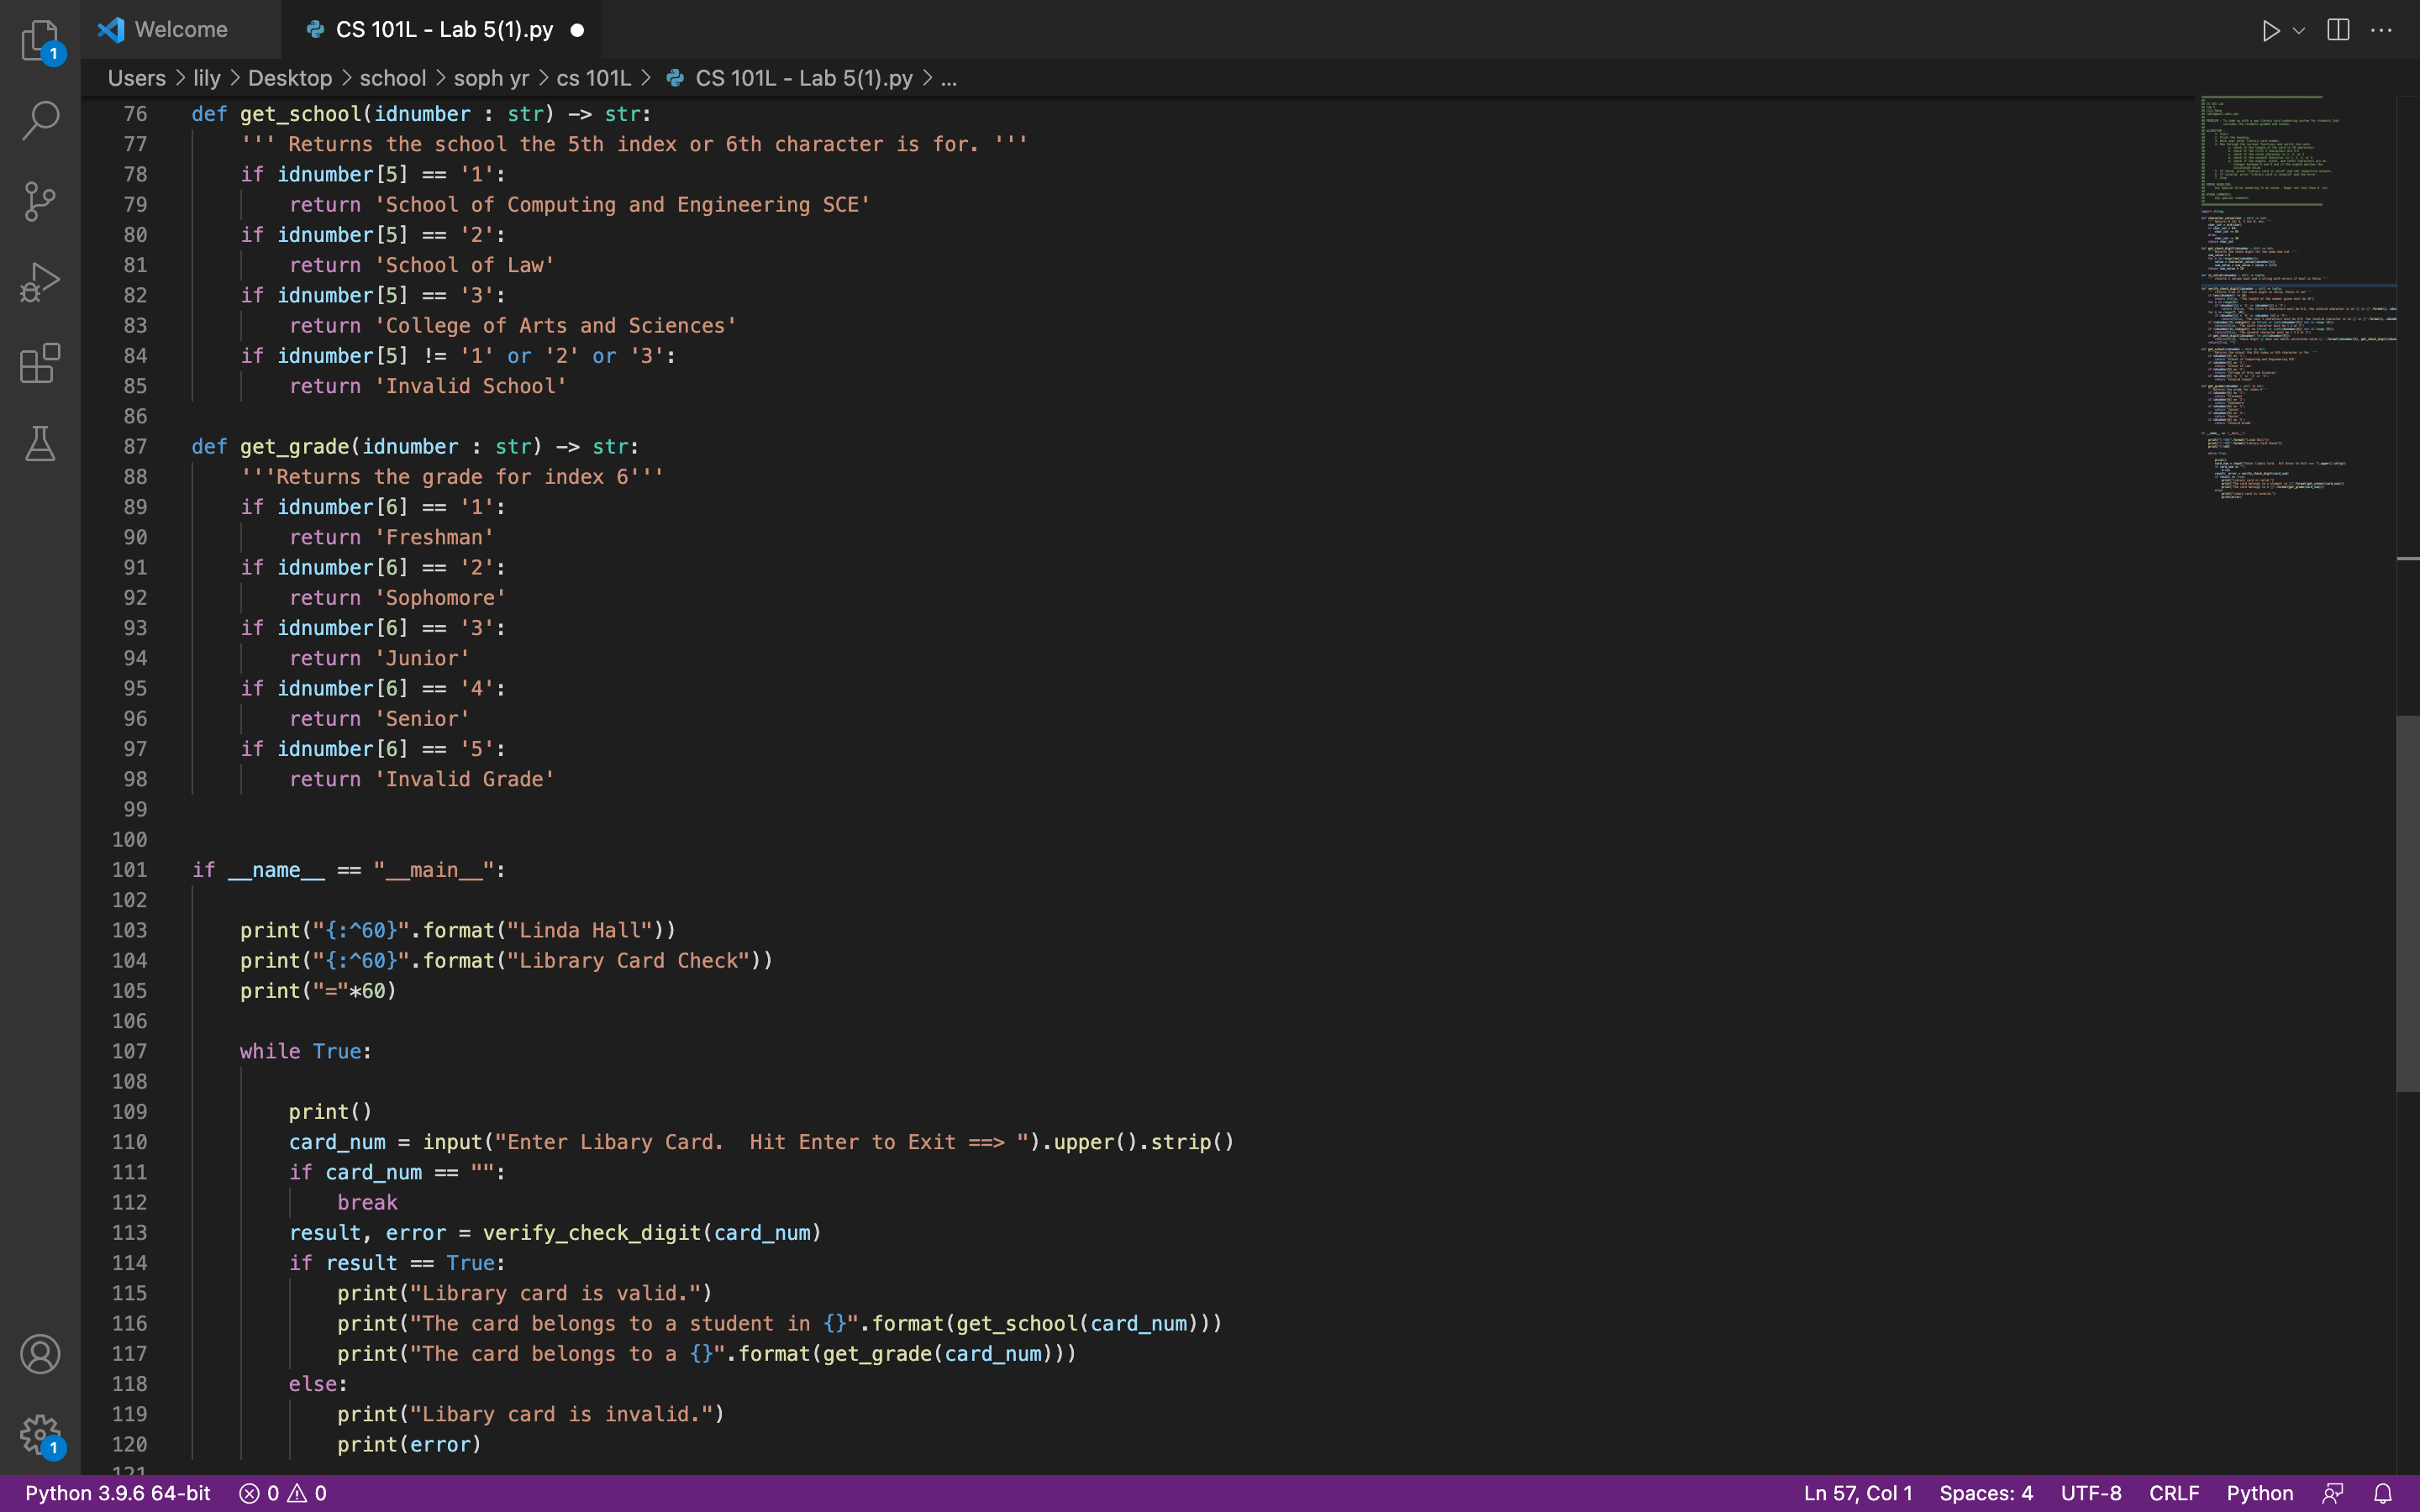 Welcome
CS 101L - Lab 5(1).py
Users > lily > Desktop > school > soph yr > cs 101L > CS 101L - Lab 5(1).py > ...
76 def get_school(idnumber : str) -> str:
77     ''' Returns the school the 5th index or 6th character is for. '''
78     if idnumber[5] == '1':
79         return 'School of Computing and Engineering SCE'
80     if idnumber[5] == '2':
81         return 'School of Law'
82     if idnumber[5] == '3':
83         return 'College of Arts and Sciences'
84     if idnumber[5] != '1' or '2' or '3':
85         return 'Invalid School'
86
87 def get_grade(idnumber : str) -> str:
88     '''Returns the grade for index 6'''
89     if idnumber[6] == '1':
90         return 'Freshman'
91     if idnumber[6] == '2':
92         return 'Sophomore'
93     if idnumber[6] == '3':
94         return 'Junior'
95     if idnumber[6] == '4':
96         return 'Senior'
97     if idnumber[6] == '5':
98         return 'Invalid Grade'
99
100
101 if __name__ == "__main__":
102
103     print("{:^60}".format("Linda Hall"))
104     print("{:^60}".format("Library Card Check"))
105     print("="*60)
106
107     while True:
108
109         print()
110         card_num = input("Enter Libary Card.  Hit Enter to Exit ==> ").upper().strip()
111         if card_num == "":
112             break
113         result, error = verify_check_digit(card_num)
114         if result == True:
115             print("Library card is valid.")
116             print("The card belongs to a student in {}".format(get_school(card_num)))
117             print("The card belongs to a {}".format(get_grade(card_num)))
118         else:
119             print("Libary card is invalid.")
120             print(error)
121
1
1
Python 3.9.6 64-bit 0 0 Ln 57, Col 1 Spaces: 4 UTF-8 CRLF Python